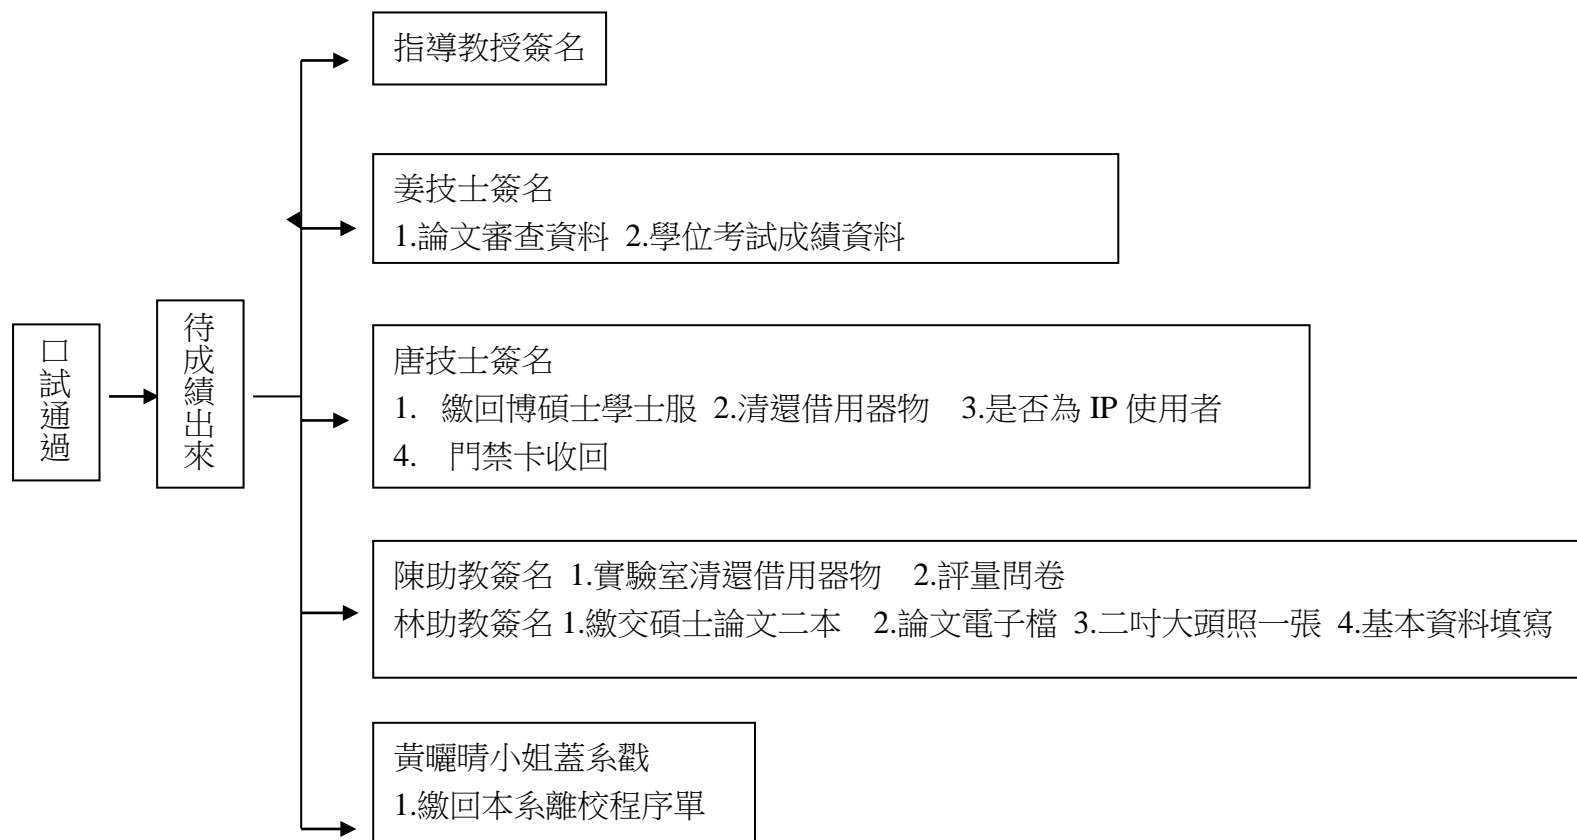 口試通過
待成績出來
指導教授簽名
姜技士簽名
1.論文審查資料 2.學位考試成績資料
唐技士簽名
1. 繳回博碩士學士服 2.清還借用器物 3.是否為 IP 使用者
4. 門禁卡收回
陳助教簽名 1.實驗室清還借用器物 2.評量問卷
林助教簽名 1.繳交碩士論文二本 2.論文電子檔 3.二吋大頭照一張 4.基本資料填寫
黃曬晴小姐蓋系戳
1.繳回本系離校程序單